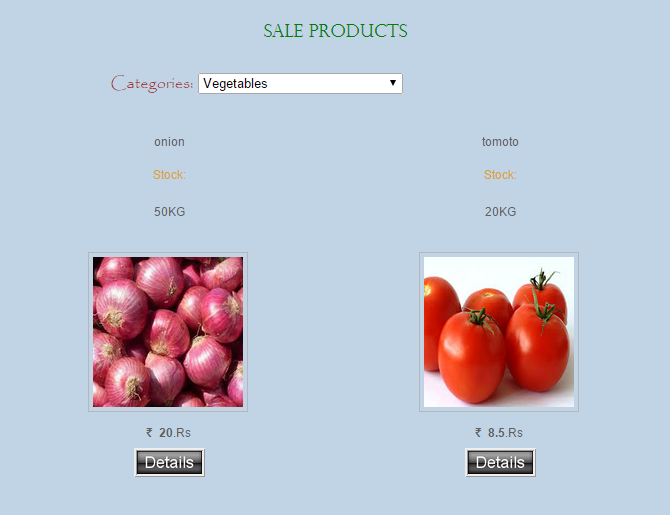 SALE PRODUCTS
Categories: Vegetables
onion
tomoto
Stock:
Stock:
50KG
20KG
₹ 20.Rs
₹ 8.5.Rs
Details
Details